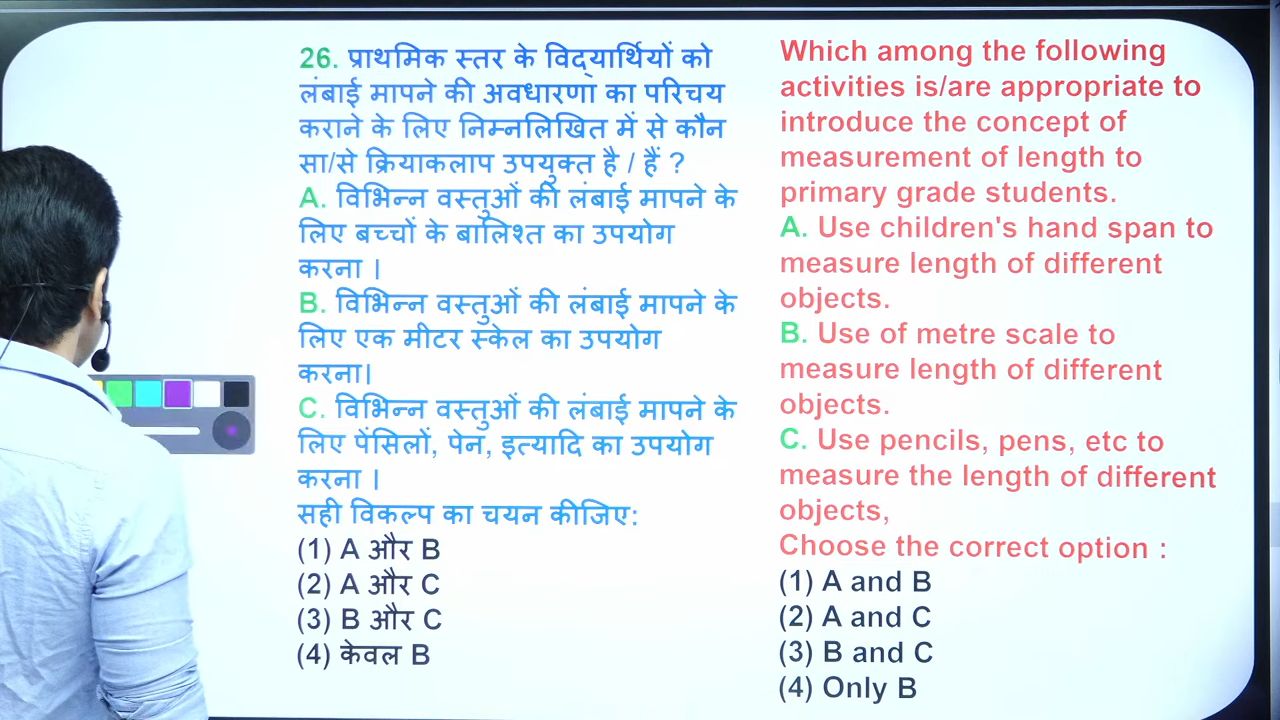 26. प्राथमिक स्तर के विद्यार्थियों को
लंबाई मापने की अवधारणा का परिचय
कराने के लिए निम्नलिखित में से कौन
सा/से क्रियाकलाप उपयुक्त है / हैं ?
A. विभिन्न वस्तुओं की लंबाई मापने के
लिए बच्चों के बालिश्त का उपयोग
करना ।
B. विभिन्न वस्तुओं की लंबाई मापने के
लिए एक मीटर स्केल का उपयोग
करना।
C. विभिन्न वस्तुओं की लंबाई मापने के
लिए पेंसिलों, पेन, इत्यादि का उपयोग
करना ।
सही विकल्प का चयन कीजिए:
(1) A और B
(2) A और C
(3) B और C
(4) केवल B
Which among the following
activities is/are appropriate to
introduce the concept of
measurement of length to
primary grade students.
A. Use children's hand span to
measure length of different
objects.
B. Use of metre scale to
measure length of different
objects.
C. Use pencils, pens, etc to
measure the length of different
objects,
Choose the correct option :
(1) A and B
(2) A and C
(3) B and C
(4) Only B